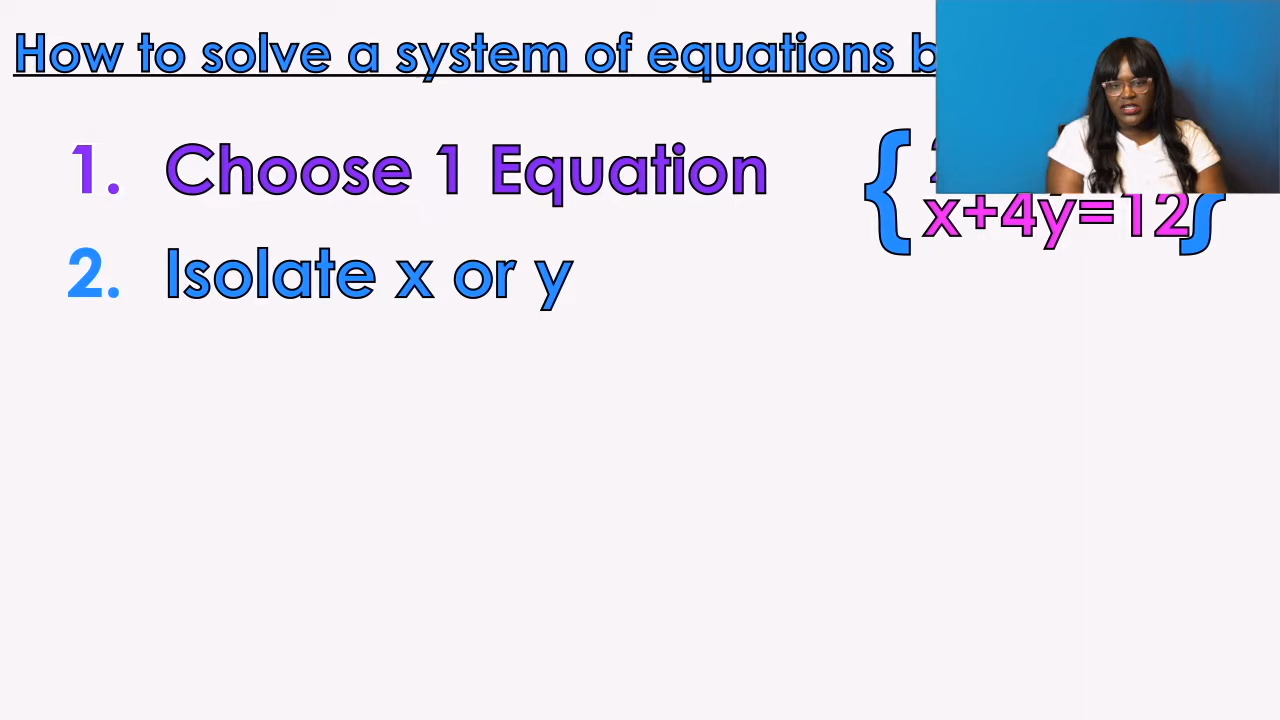 How to solve a system of equations
1. Choose 1 Equation
x+4y=12
2. Isolate x or y